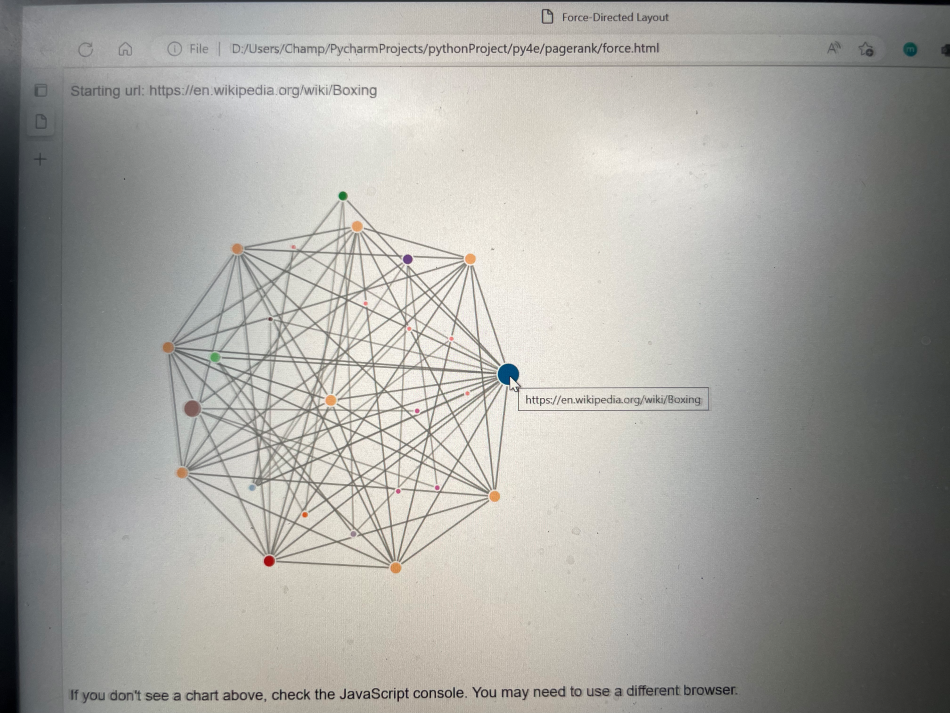 Force-Directed Layout
File | D:/Users/Champ/PycharmProjects/pythonProject/py4e/pagerank/force.html
Starting url: https://en.wikipedia.org/wiki/Boxing
https://en.wikipedia.org/wiki/Boxing
If you don't see a chart above, check the JavaScript console. You may need to use a different browser.